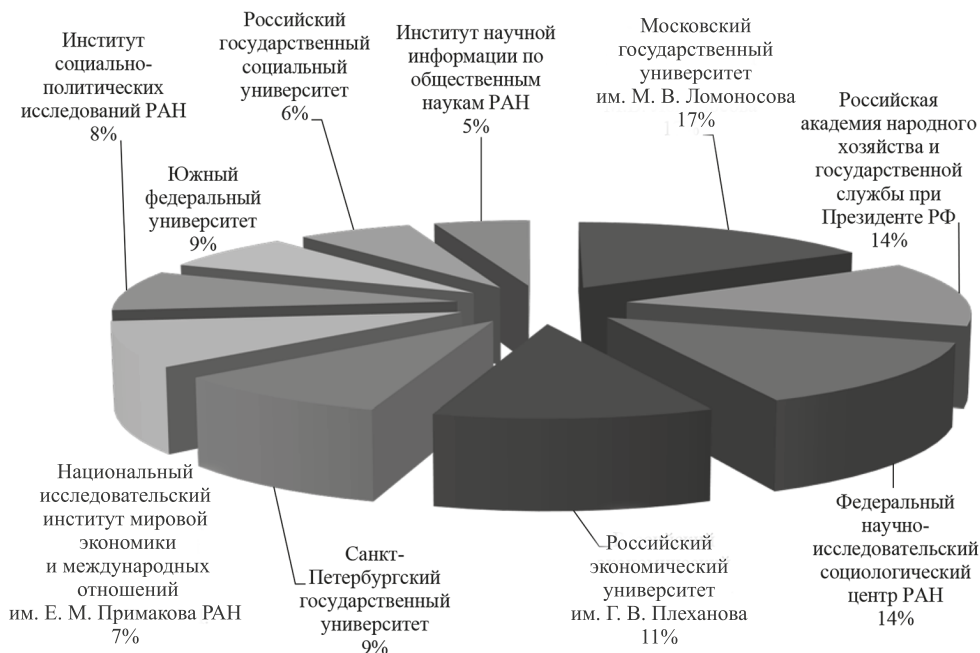 Московский
государственный
университет
им. М. В. Ломоносова
17%
Российская
академия народного
хозяйства и
государственной
службы при
Президенте РФ
14%
Федеральный
научно-
исследовательский
социологический
центр РАН
14%
Российский
экономический
университет
им. Г. В. Плеханова
11%
Санкт-
Петербургский
государственный
университет
9%
Национальный
исследовательский
институт мировой
экономики
и международных
отношений
им. Е. М. Примакова РАН
7%
Институт
социально-
политических
исследований РАН
8%
Южный
федеральный
университет
9%
Российский
государственный
социальный
университет
6%
Институт научной
информации по
общественным
наукам РАН
5%